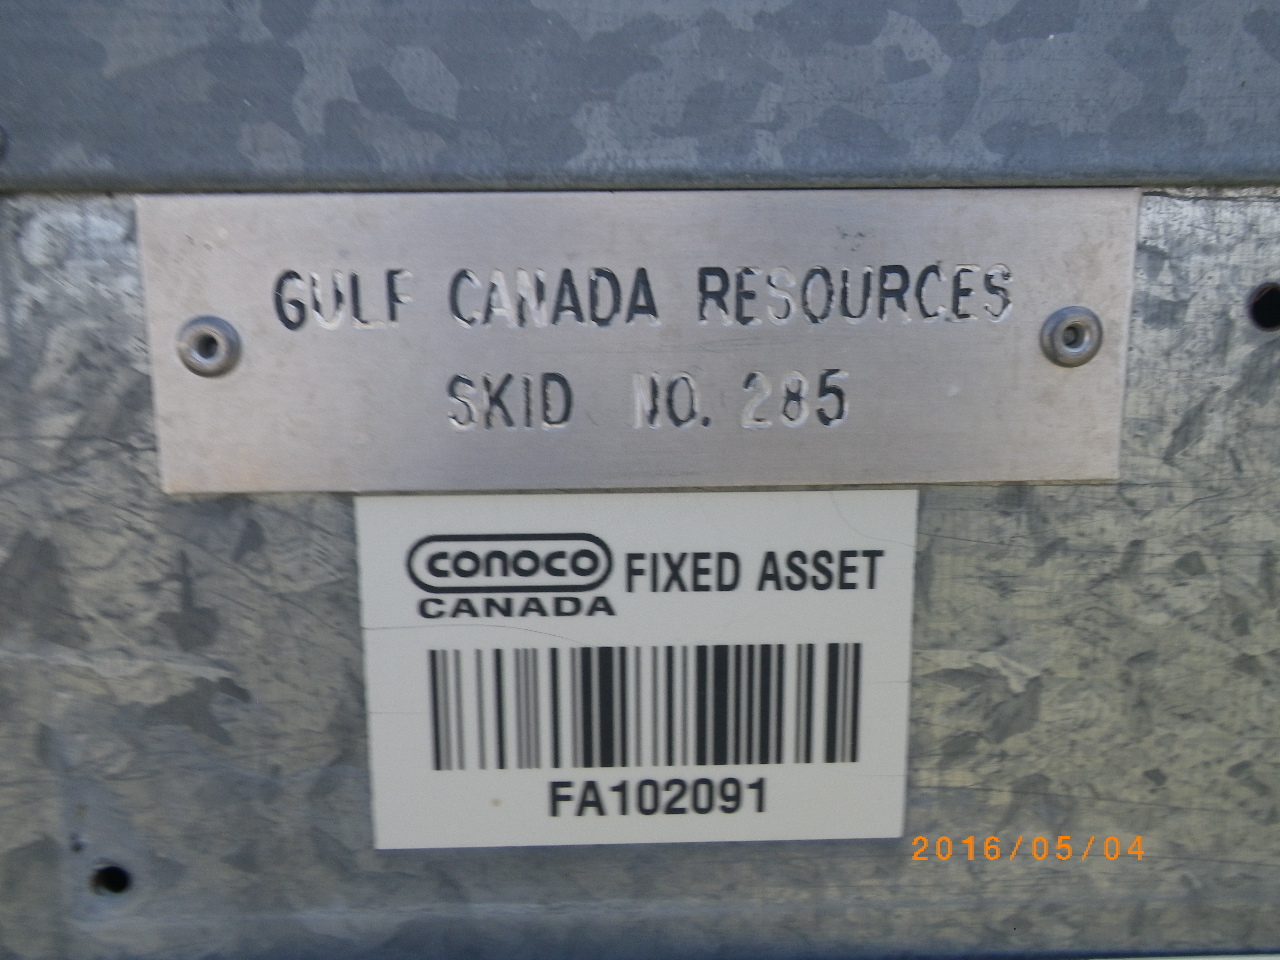 GULF CANADA RESOURCES
SKID NO. 285
CONOCO CANADA FIXED ASSET
FA102091
2016/05/04